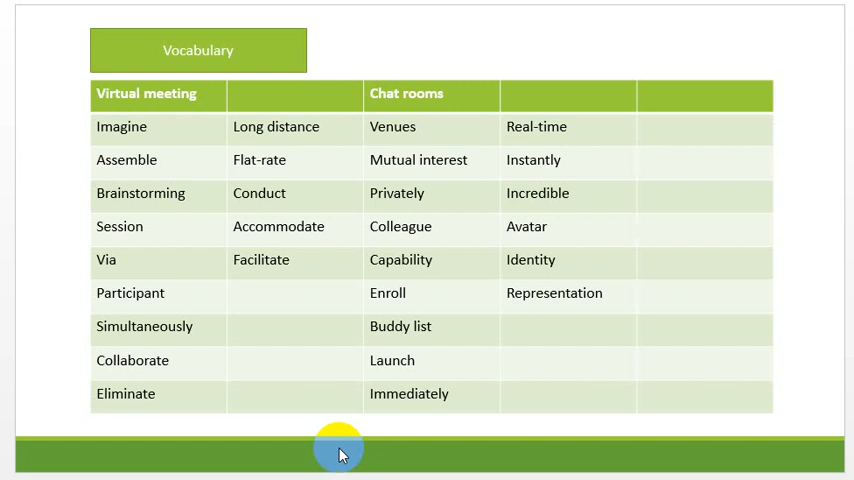 Vocabulary
Virtual meeting Chat rooms
Imagine Long distance Venues Real-time
Assemble Flat-rate Mutual interest Instantly
Brainstorming Conduct Privately Incredible
Session Accommodate Colleague Avatar
Via Facilitate Capability Identity
Participant Enroll Representation
Simultaneously Buddy list
Collaborate Launch
Eliminate Immediately